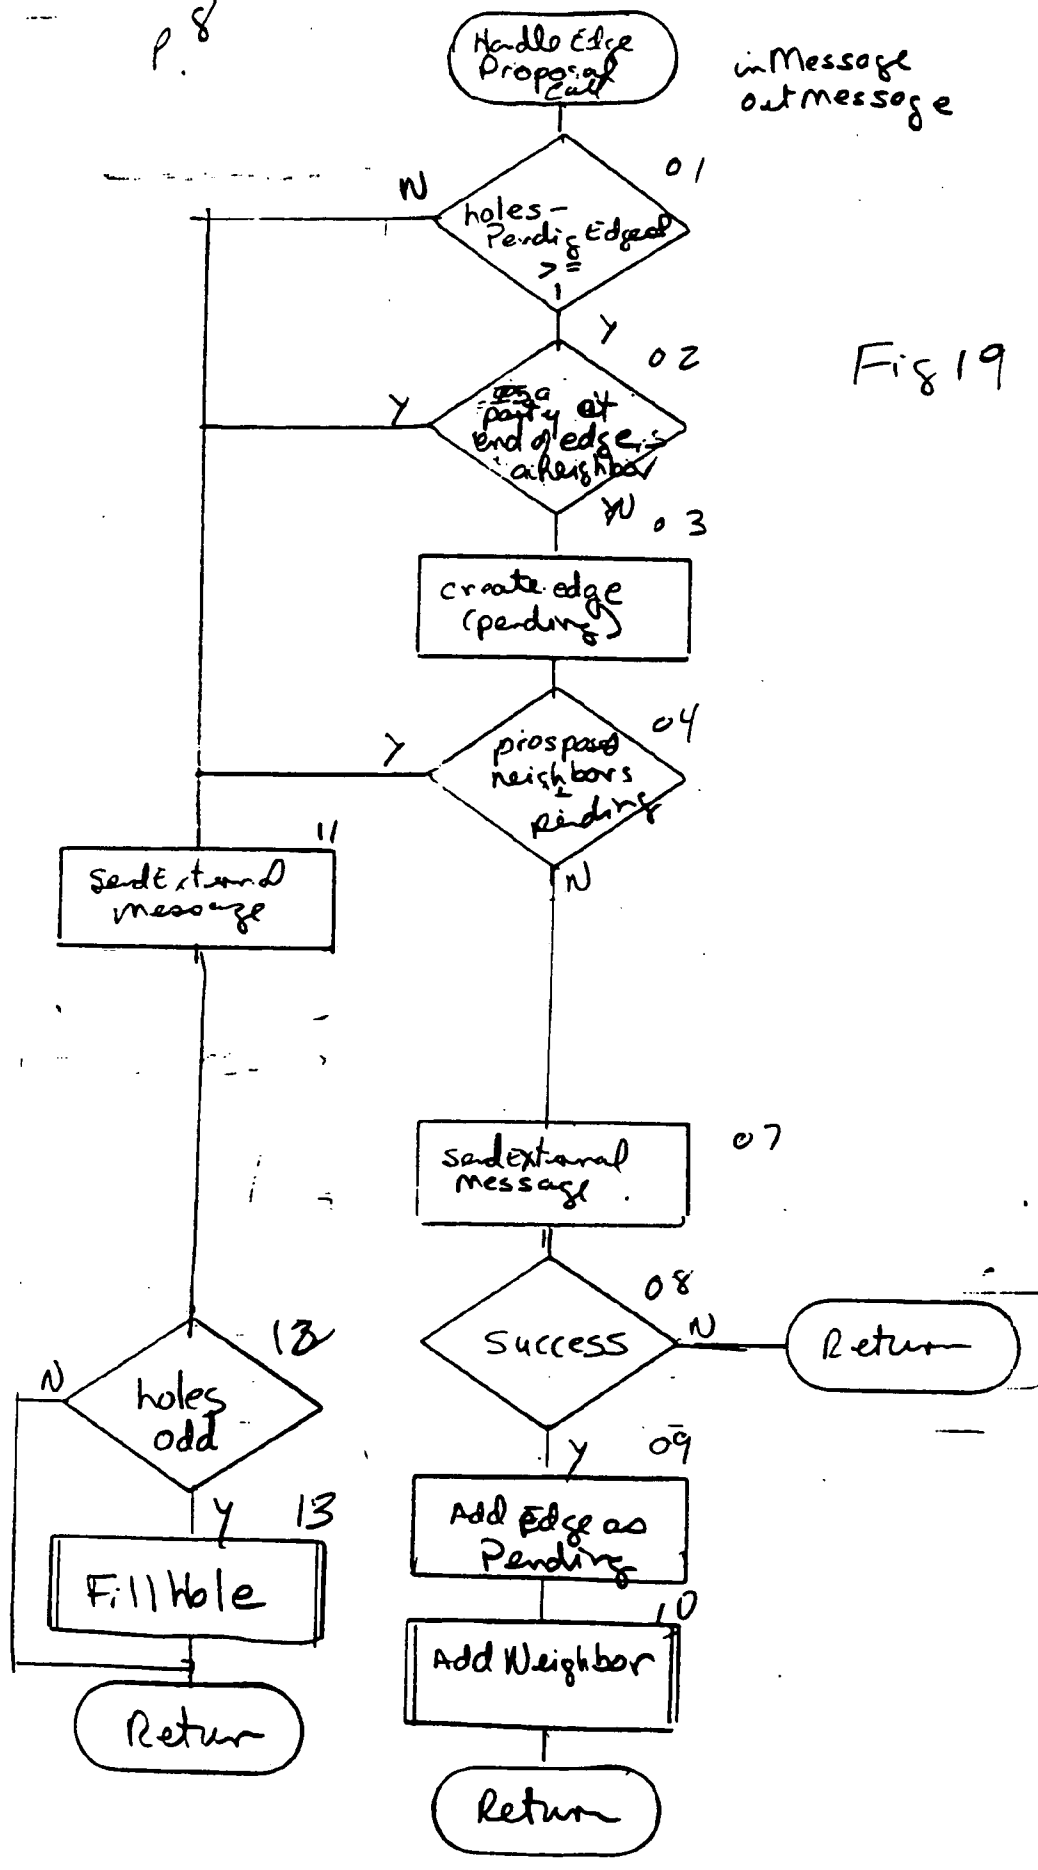 P. 8
Handle Edge
Proposal
Call
inMessage
outMessage
01
N
holes -
Pendig Edges
>=
1
Y
02
Fig 19
Y
party at
end of edge is
a Neighbor
N
03
create edge
(pending)
04
Y
prosposed
neighbors
pending
N
11
SendExternal
message
07
SendExternal
message
08
Success
N
Return
12
N
holes
odd
Y
09
Y
13
Add Edge as
Pending
Fill Hole
10
Add Neighbor
Return
Return